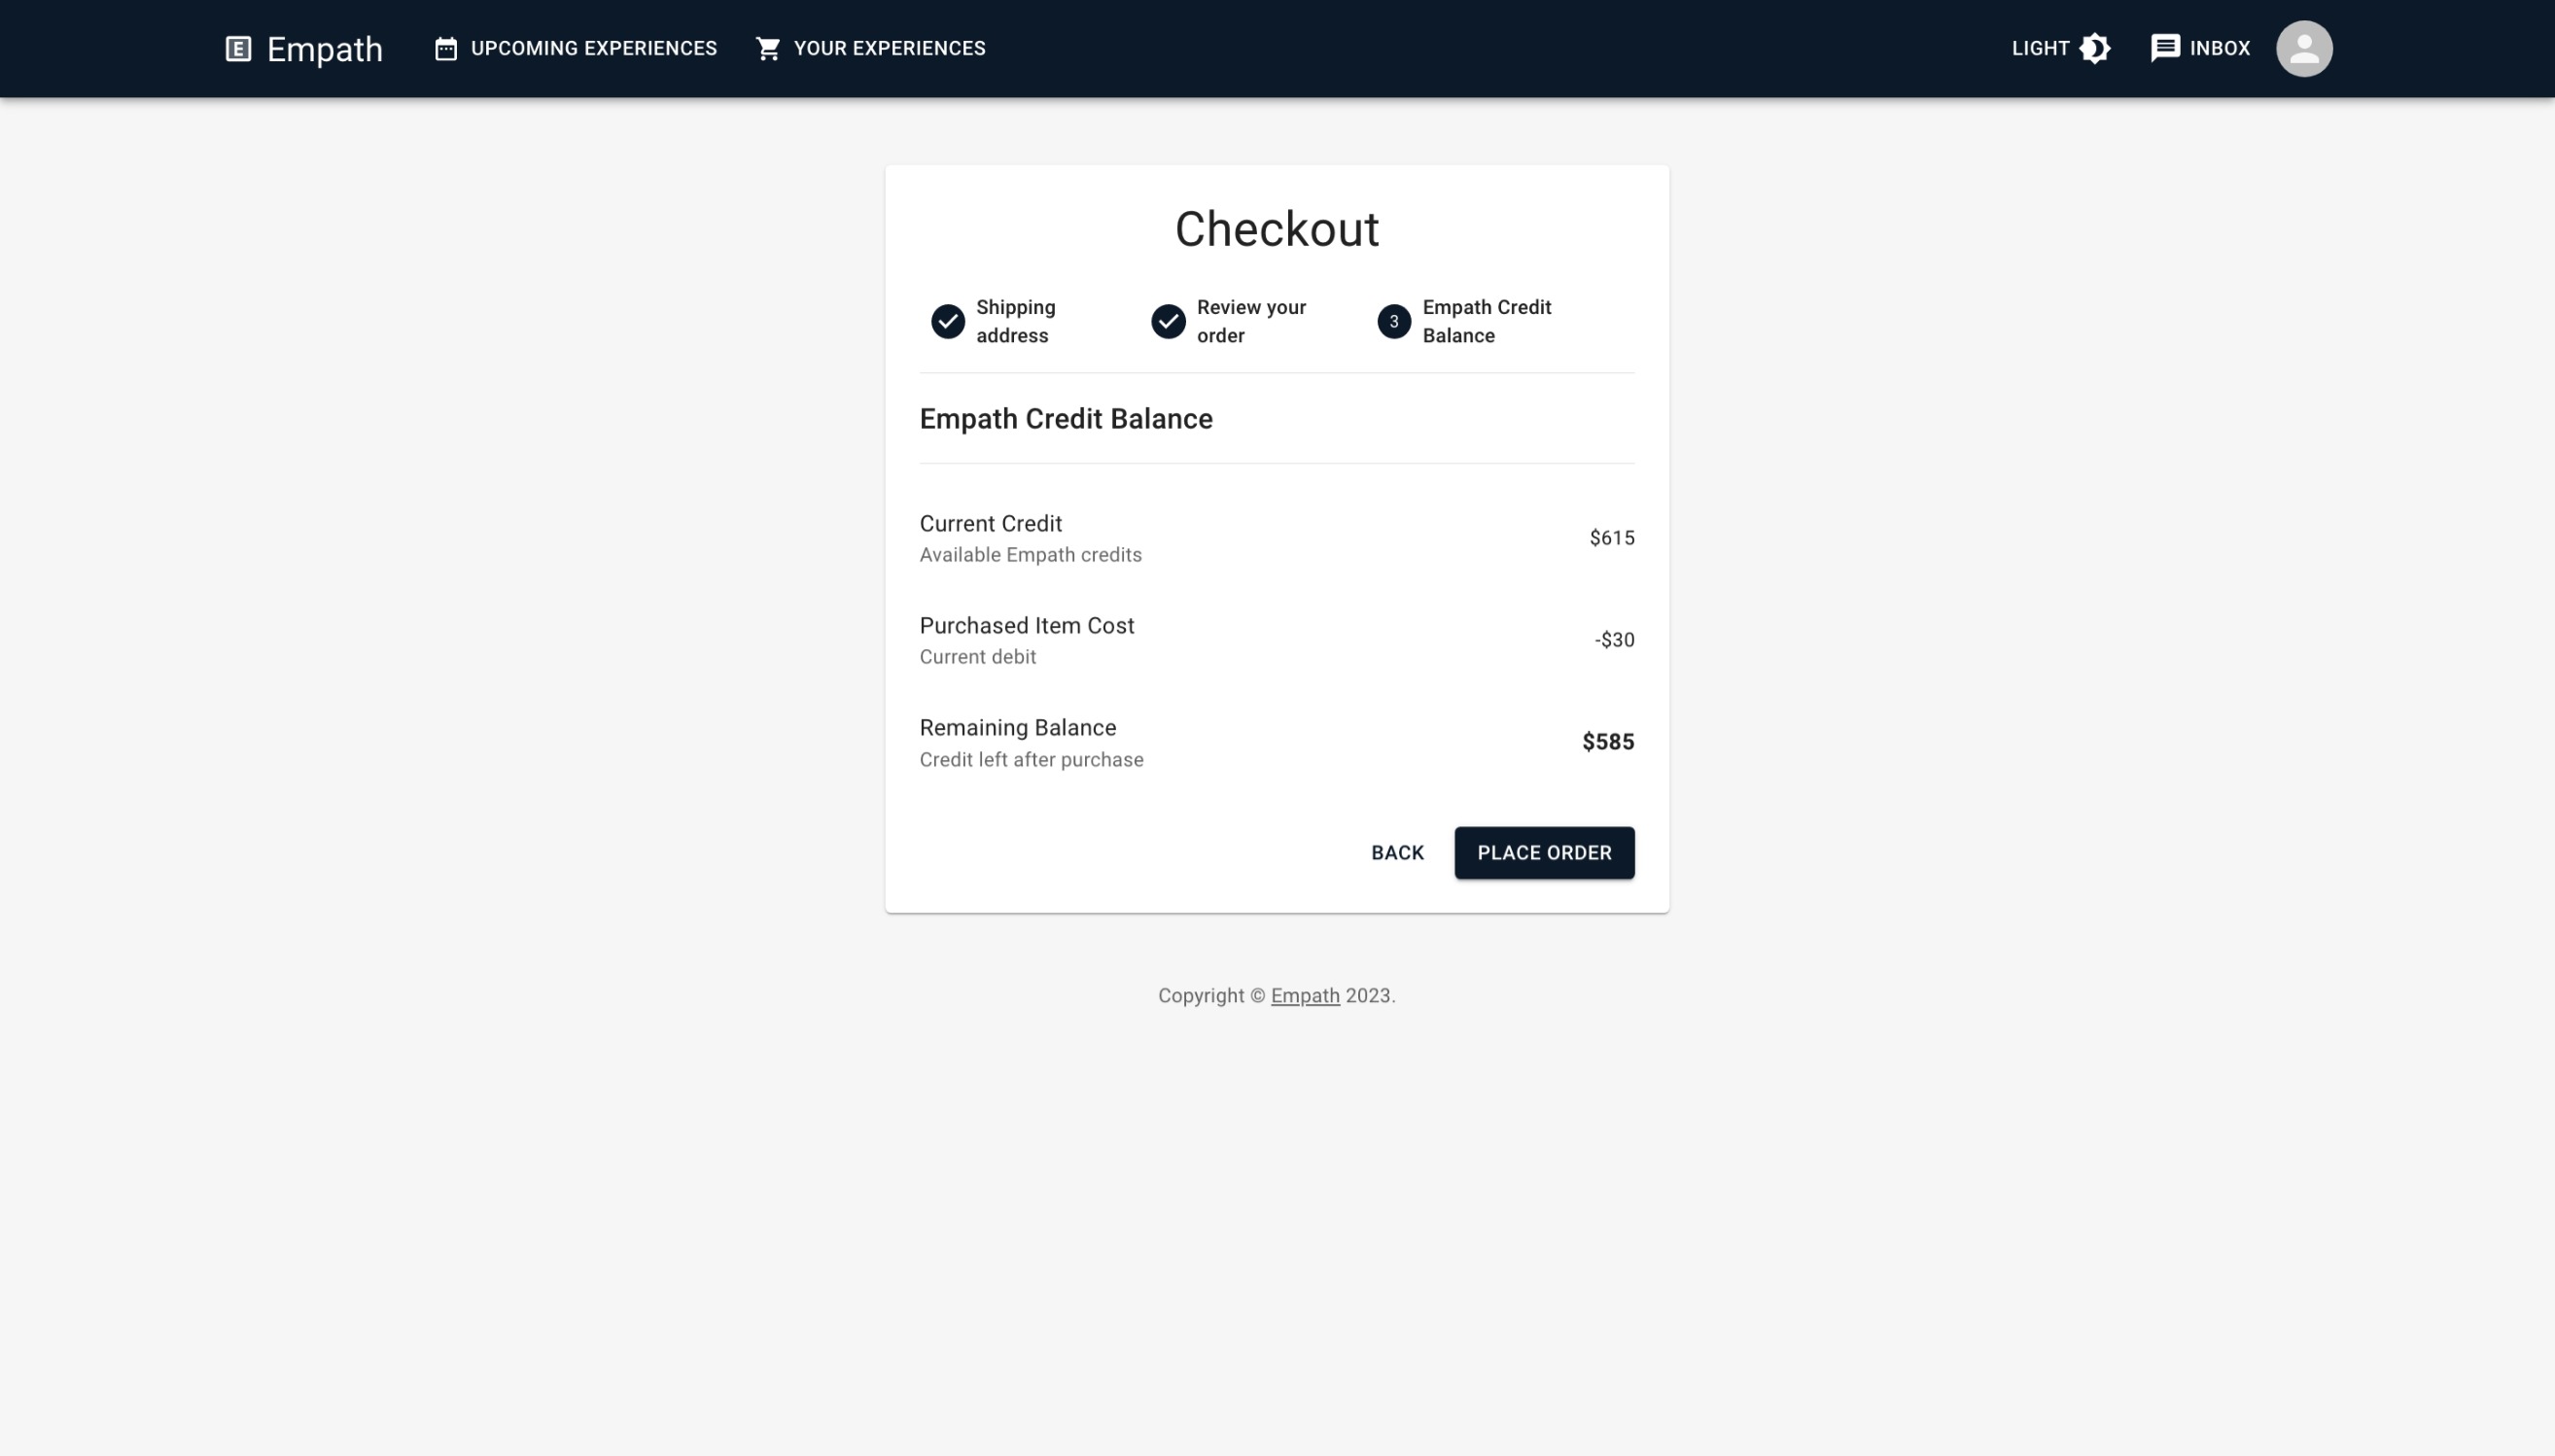 E Empath UPCOMING EXPERIENCES YOUR EXPERIENCES LIGHT INBOX
Checkout
Shipping address
Review your order
3 Empath Credit Balance
Empath Credit Balance
Current Credit
Available Empath credits
$615
Purchased Item Cost
Current debit
-$30
Remaining Balance
Credit left after purchase
$585
BACK PLACE ORDER
Copyright © Empath 2023.